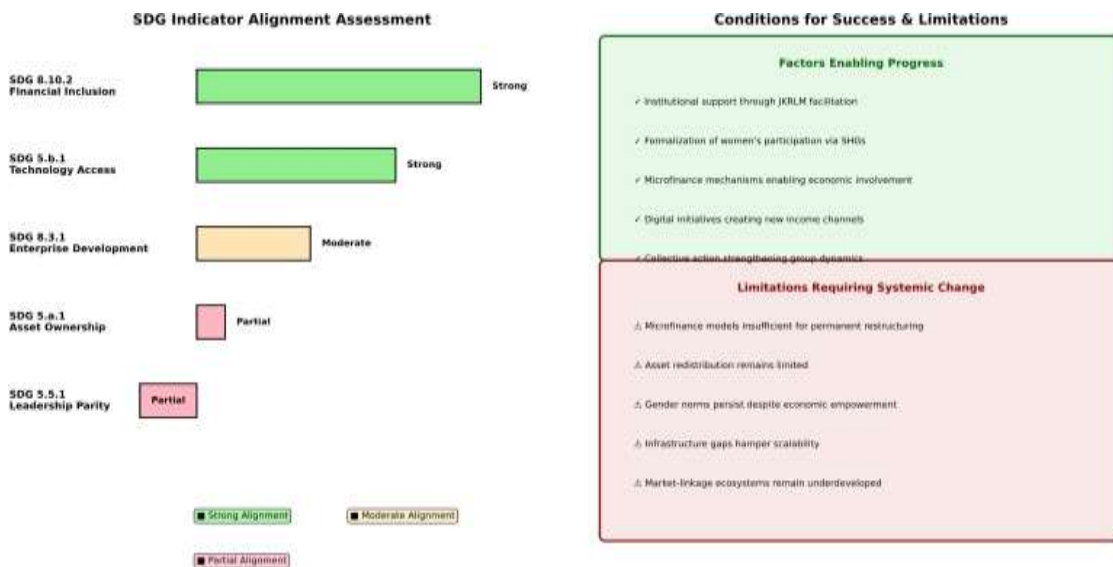 SDG Indicator Alignment Assessment
SDG 8.10.2
Financial Inclusion
Strong
SDG 5.b.1
Technology Access
Strong
SDG 8.3.1
Enterprise Development
Moderate
SDG 5.a.1
Asset Ownership
Partial
SDG 5.5.1
Leadership Parity
Partial
■ Strong Alignment
■ Moderate Alignment
■ Partial Alignment
Conditions for Success & Limitations
Factors Enabling Progress
✓ Institutional support through JKRLM facilitation
✓ Formalization of women's participation via SHGs
✓ Microfinance mechanisms enabling economic involvement
✓ Digital initiatives creating new income channels
✓ Collective action strengthening group dynamics
Limitations Requiring Systemic Change
⚠ Microfinance models insufficient for permanent restructuring
⚠ Asset redistribution remains limited
⚠ Gender norms persist despite economic empowerment
⚠ Infrastructure gaps hamper scalability
⚠ Market-linkage ecosystems remain underdeveloped